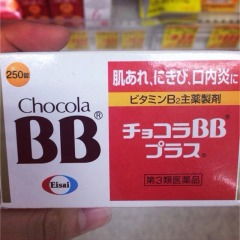 250錠
Chocola
BB®
Eisai
肌あれ、にきび、口内炎に
ビタミンB2主薬製剤
チョコラBB
プラス®
第3類医薬品